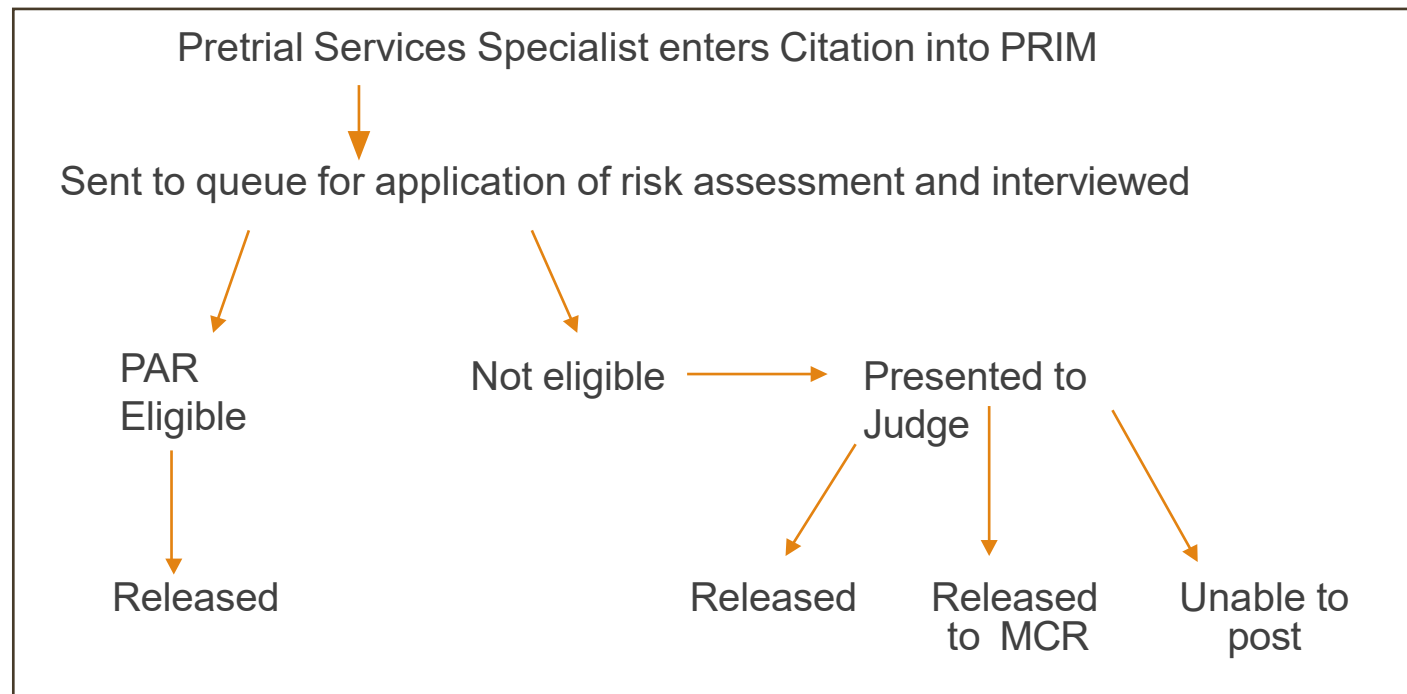 Pretrial Services Specialist enters Citation into PRIM
Sent to queue for application of risk assessment and interviewed
PAR
Eligible
Not eligible
Presented to
Judge
Released
Released
Released
to MCR
Unable to
post